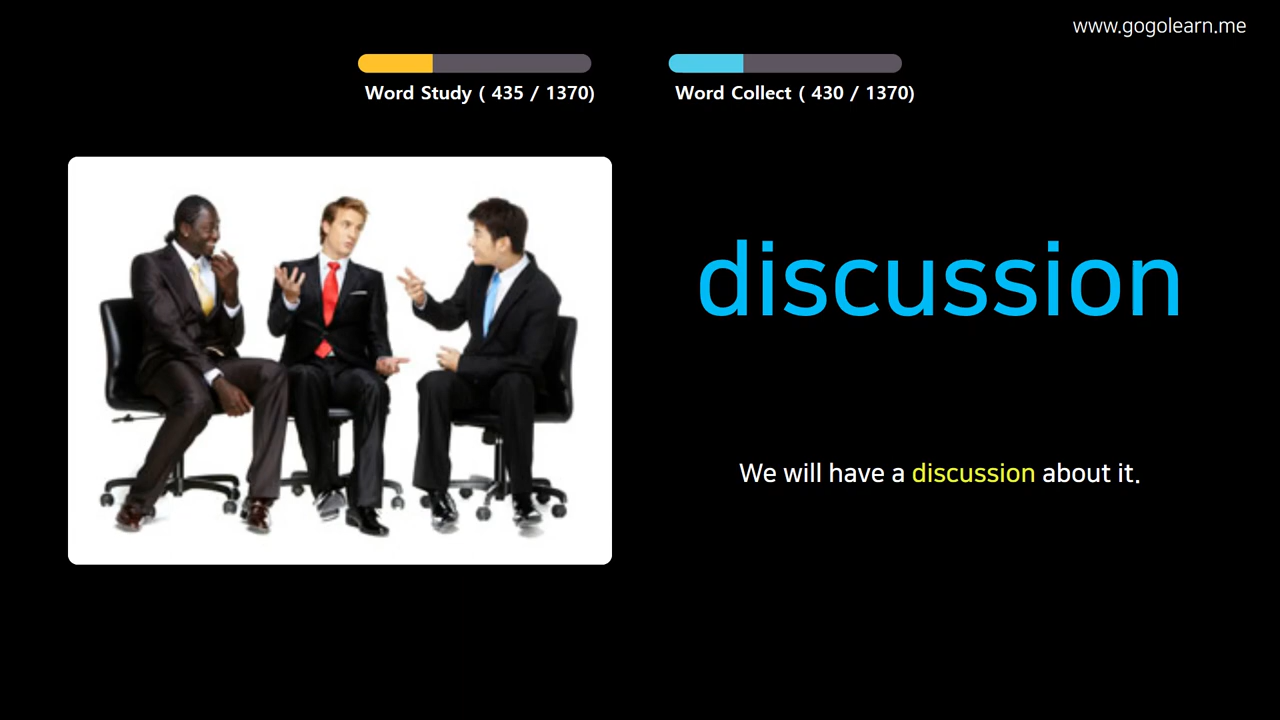 www.gogolearn.me
Word Study ( 435 / 1370)
Word Collect ( 430 / 1370)
discussion
We will have a discussion about it.